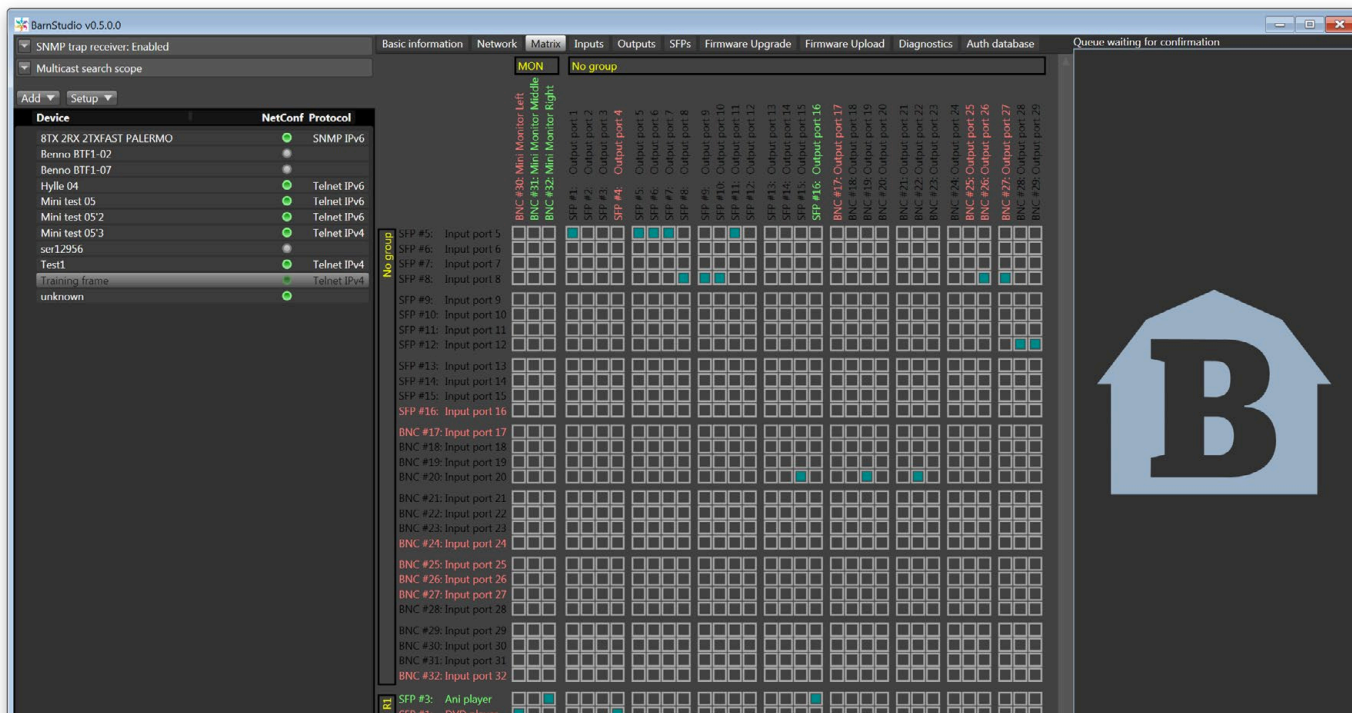 BarnStudio v0.5.0.0
SNMP trap receiver: Enabled
Multicast search scope
Add
Setup
Device NetConf Protocol
8TX 2RX 2TXFAST PALERMO SNMP IPv6
Benno BTF1-02
Benno BTF1-07
Hylle 04 Telnet IPv6
Mini test 05 Telnet IPv6
Mini test 05'2 Telnet IPv6
Mini test 05'3 Telnet IPv4
ser12956
Test1 Telnet IPv4
Training frame Telnet IPv4
unknown
Basic information Network Matrix Inputs Outputs SFPs Firmware Upgrade Firmware Upload Diagnostics Auth database
MON
No group
BNC #30: Mini Monitor Left
BNC #31: Mini Monitor Middle
BNC #32: Mini Monitor Right
SFP #1: Output port 1
SFP #2: Output port 2
SFP #3: Output port 3
SFP #4: Output port 4
SFP #5: Output port 5
SFP #6: Output port 6
SFP #7: Output port 7
SFP #8: Output port 8
SFP #9: Output port 9
SFP #10: Output port 10
SFP #11: Output port 11
SFP #12: Output port 12
SFP #13: Output port 13
SFP #14: Output port 14
SFP #15: Output port 15
SFP #16: Output port 16
BNC #17: Output port 17
BNC #18: Output port 18
BNC #19: Output port 19
BNC #20: Output port 20
BNC #21: Output port 21
BNC #22: Output port 22
BNC #23: Output port 23
BNC #24: Output port 24
BNC #25: Output port 25
BNC #26: Output port 26
BNC #27: Output port 27
BNC #28: Output port 28
BNC #29: Output port 29
No group
SFP #5: Input port 5
SFP #6: Input port 6
SFP #7: Input port 7
SFP #8: Input port 8
SFP #9: Input port 9
SFP #10: Input port 10
SFP #11: Input port 11
SFP #12: Input port 12
SFP #13: Input port 13
SFP #14: Input port 14
SFP #15: Input port 15
SFP #16: Input port 16
BNC #17: Input port 17
BNC #18: Input port 18
BNC #19: Input port 19
BNC #20: Input port 20
BNC #21: Input port 21
BNC #22: Input port 22
BNC #23: Input port 23
BNC #24: Input port 24
BNC #25: Input port 25
BNC #26: Input port 26
BNC #27: Input port 27
BNC #28: Input port 28
BNC #29: Input port 29
BNC #30: Input port 30
BNC #31: Input port 31
BNC #32: Input port 32
R1
SFP #3: Ani player
Queue waiting for confirmation
B